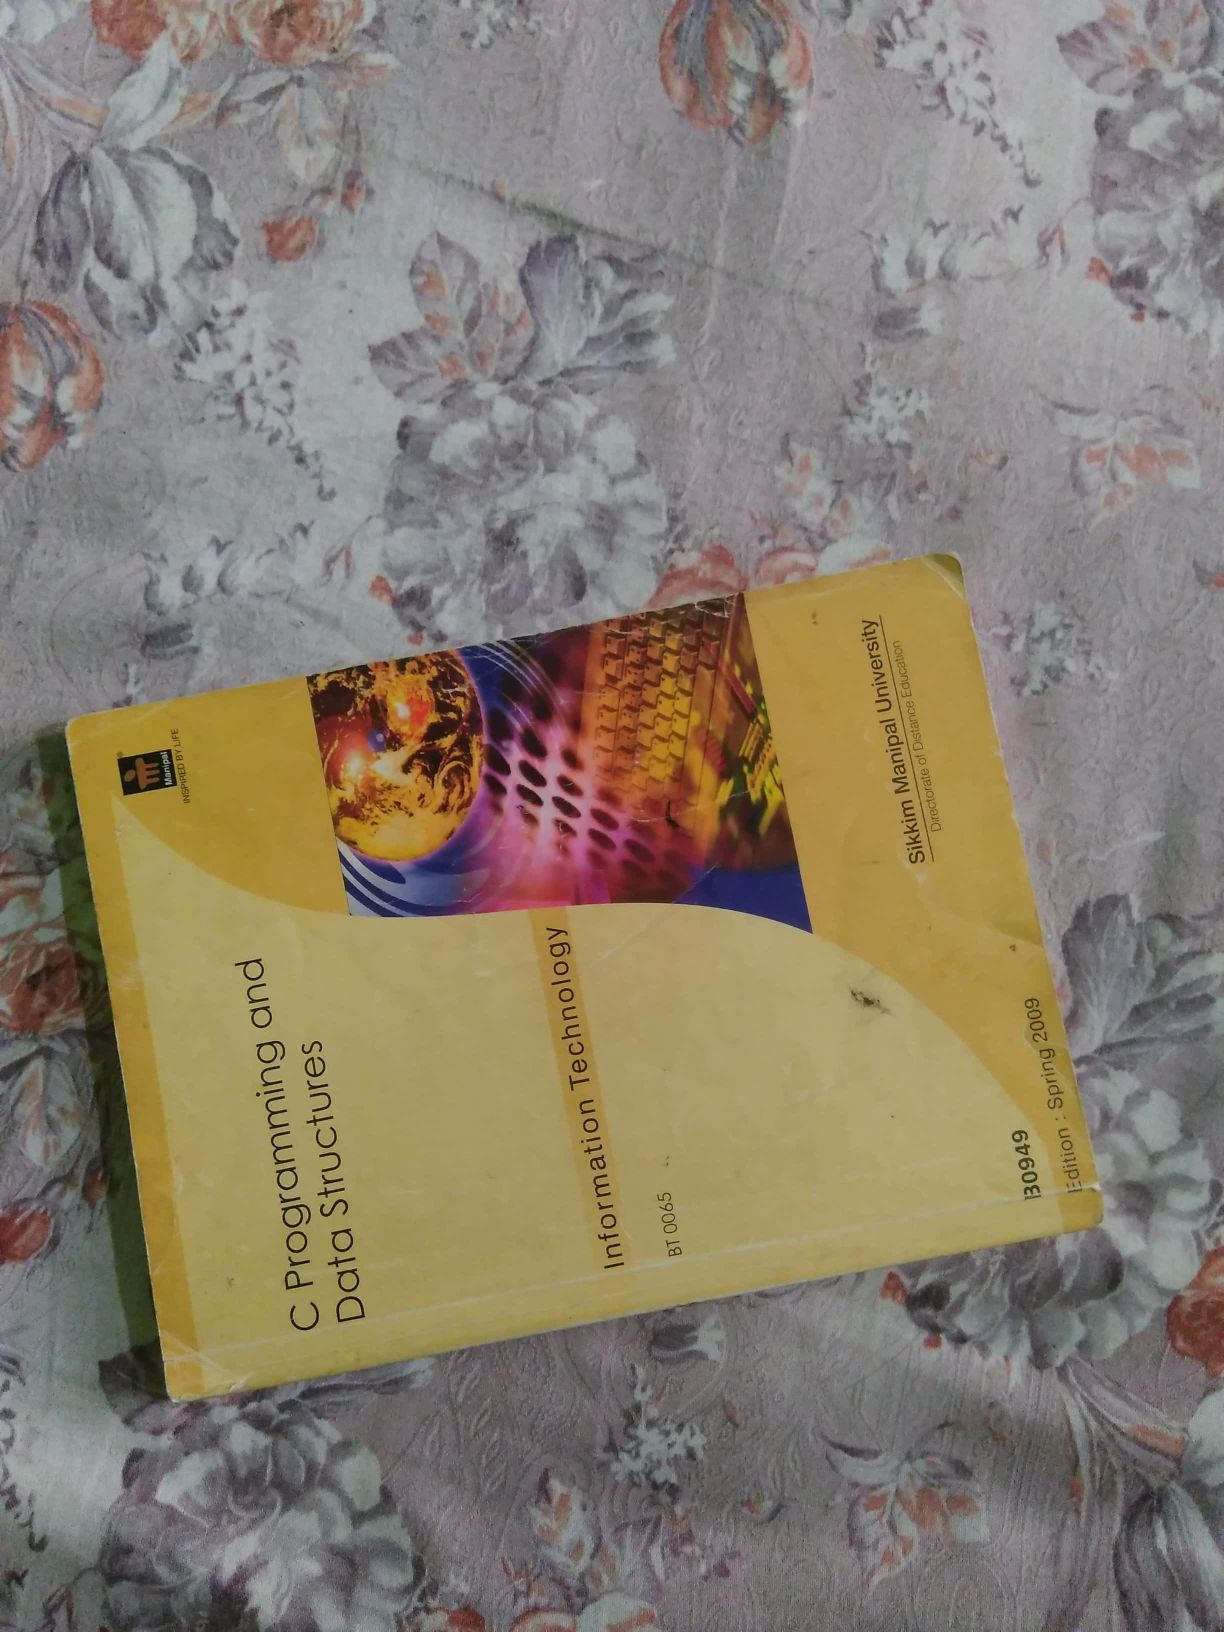 Manipal
INSPIRED BY LIFE
C Programming and
Data Structures
Information Technology
BT 0065
Sikkim Manipal University
Directorate of Distance Education
B0949
Edition : Spring 2009